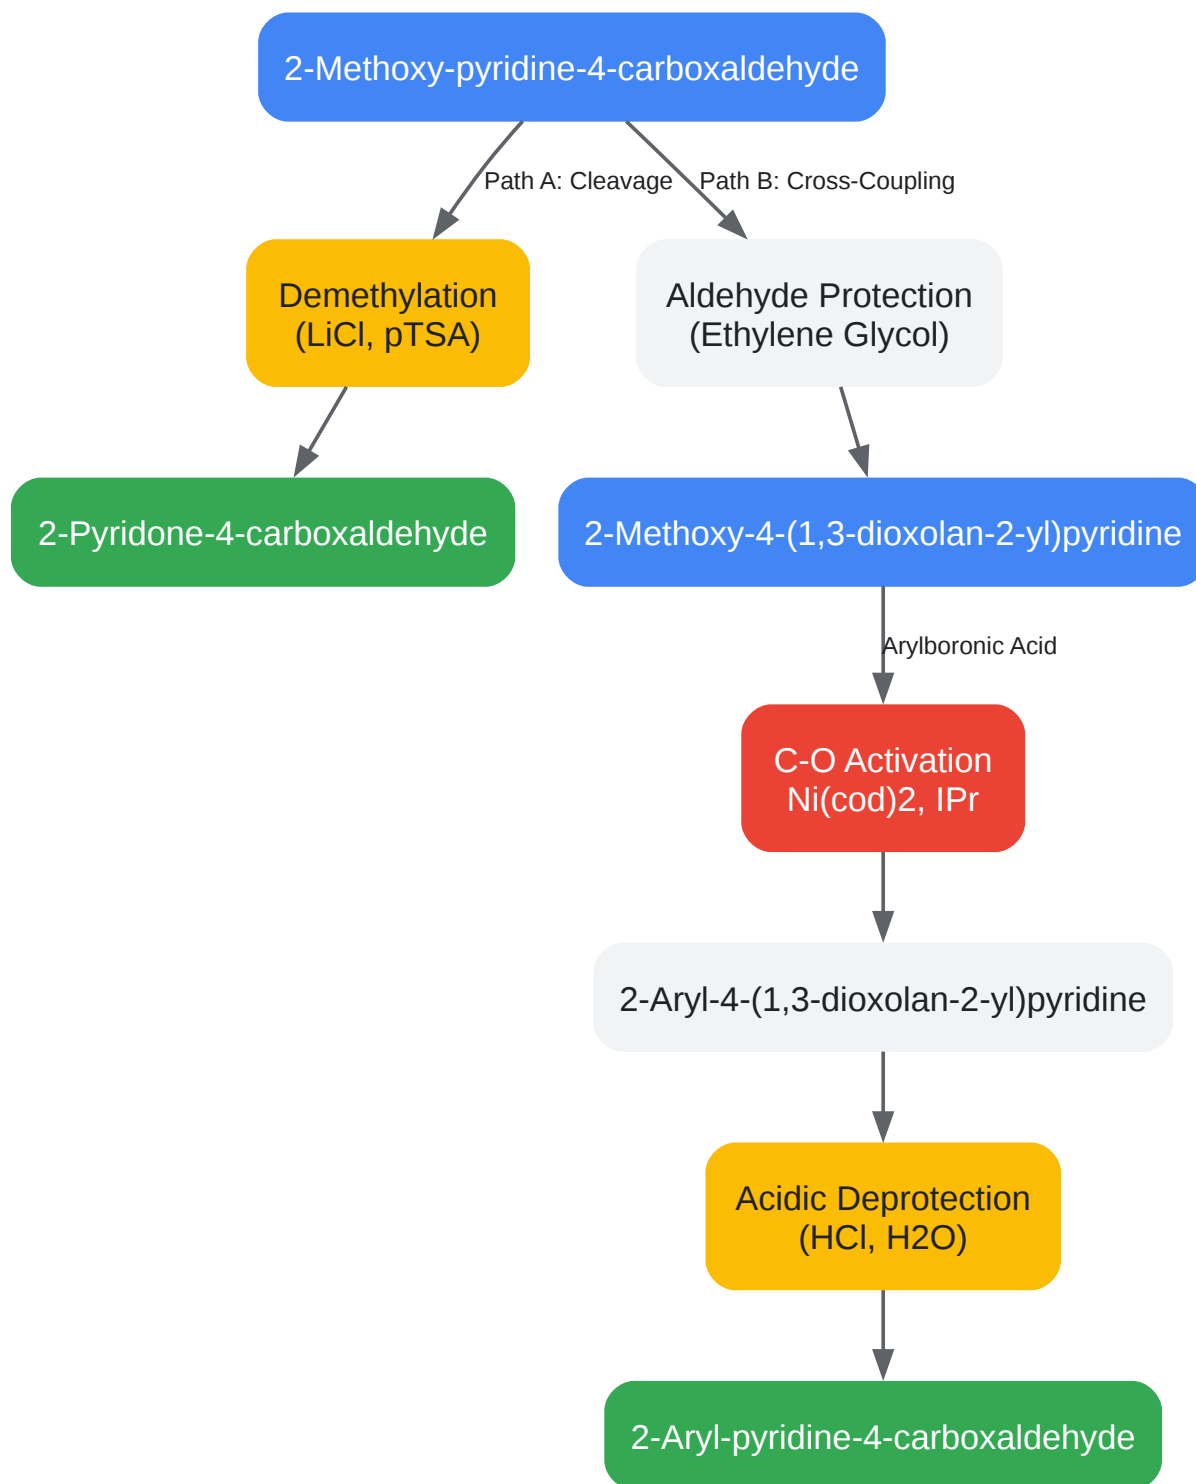 2-Methoxy-pyridine-4-carboxaldehyde
Path A: Cleavage
Path B: Cross-Coupling
Demethylation
(LiCl, pTSA)
Aldehyde Protection
(Ethylene Glycol)
2-Pyridone-4-carboxaldehyde
2-Methoxy-4-(1,3-dioxolan-2-yl)pyridine
Arylboronic Acid
C-O Activation
Ni(cod)2, IPr
2-Aryl-4-(1,3-dioxolan-2-yl)pyridine
Acidic Deprotection
(HCl, H2O)
2-Aryl-pyridine-4-carboxaldehyde